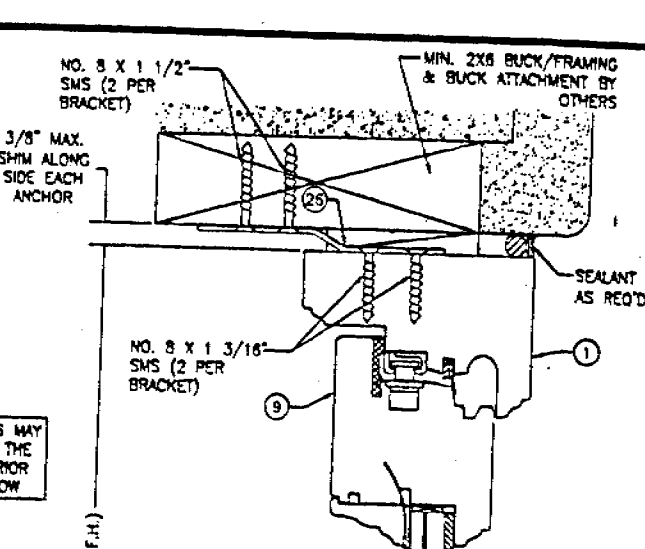 NO. 8 X 1 1/2"
SMS (2 PER
BRACKET)
MIN. 2X6 BUCK/FRAMING
& BUCK ATTACHMENT BY
OTHERS
3/8" MAX.
SHIM ALONG
SIDE EACH
ANCHOR
25
SEALANT
AS REQ'D
NO. 8 X 1 3/16"
SMS (2 PER
BRACKET)
1
9
MAY
THE
OW
F.H.)